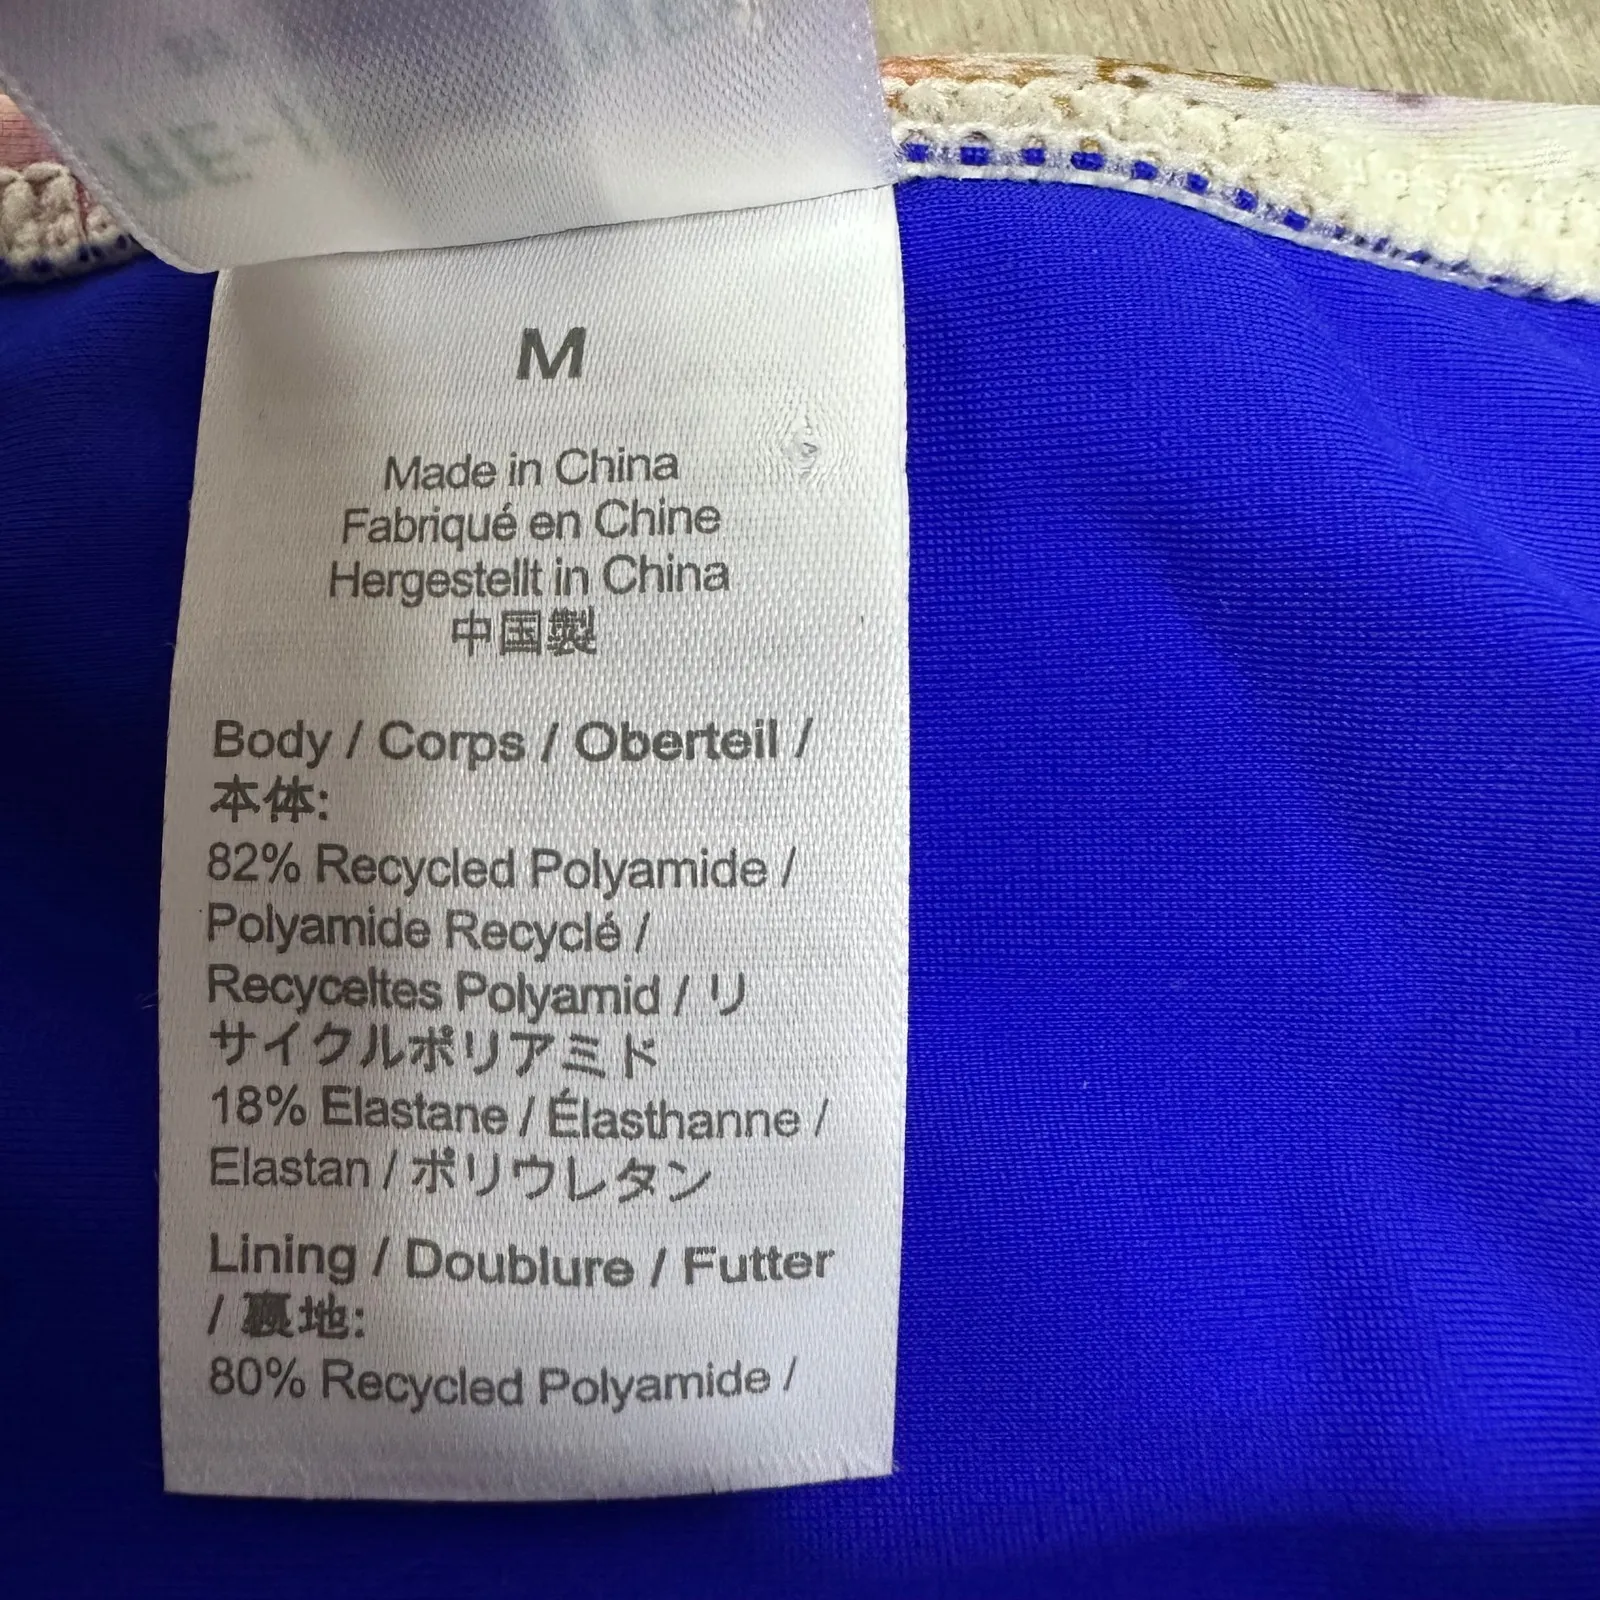 M
Made in China
Fabriqué en Chine
Hergestellt in China
中国製
Body / Corps / Oberteil /
本体:
82% Recycled Polyamide /
Polyamide Recyclé /
Recyceltes Polyamid / リ
サイクルポリアミド
18% Elastane / Élasthanne /
Elastan / ポリウレタン
Lining / Doublure / Futter
/ 裏地:
80% Recycled Polyamide /